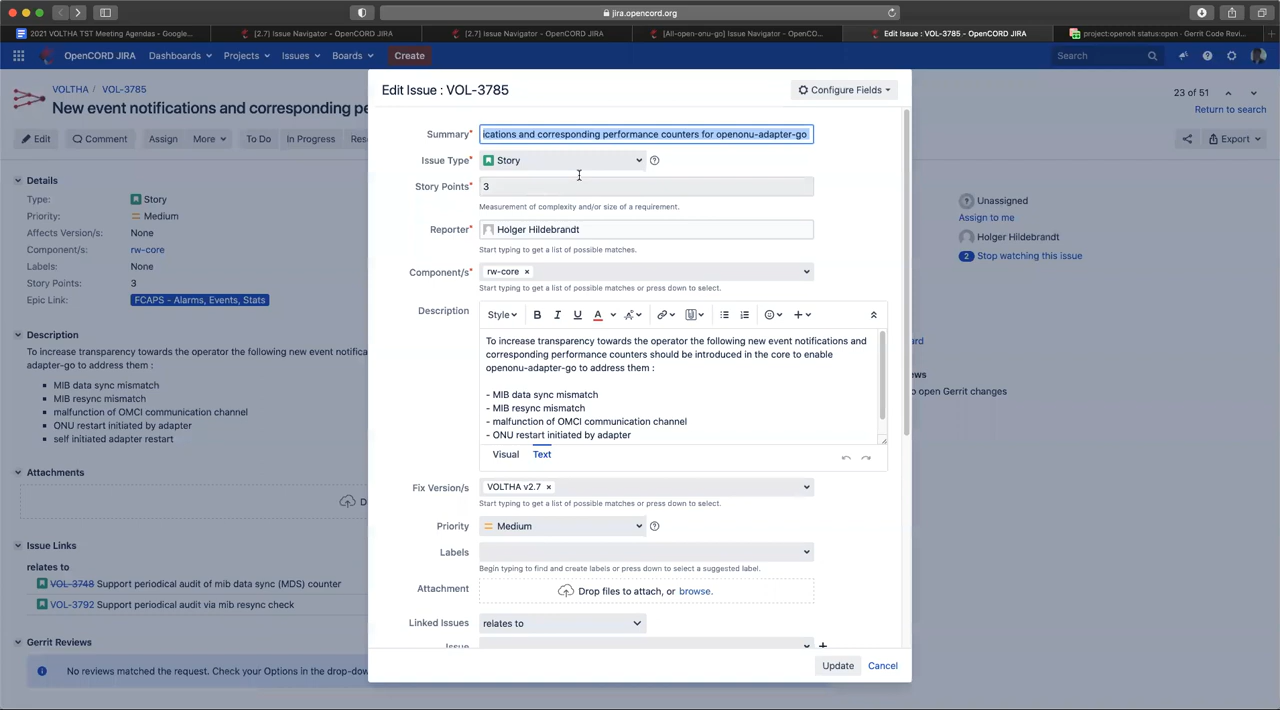 jira.opencord.org
2021 VOLTHA TST Meeting Agendas - Google...
[2.7] Issue Navigator - OpenCORD JIRA
[2.7] Issue Navigator - OpenCORD JIRA
[All-open-onu-go] Issue Navigator - OpenCO...
Edit Issue : VOL-3785 - OpenCORD JIRA
project:openolt status:open · Gerrit Code Revi...
OpenCORD JIRA
Dashboards
Projects
Issues
Boards
Create
Search
VOLTHA / VOL-3785
New event notifications and corresponding pe
23 of 51
Return to search
Edit
Comment
Assign
More
To Do
In Progress
Res
Export
Details
Type:
Story
Priority:
Medium
Affects Version/s:
None
Component/s:
rw-core
Labels:
None
Story Points:
3
Epic Link:
FCAPS - Alarms, Events, Stats
Description
To increase transparency towards the operator the following new event notifica
adapter-go to address them :
MIB data sync mismatch
MIB resync mismatch
malfunction of OMCI communication channel
ONU restart initiated by adapter
self initiated adapter restart
Attachments
D
Issue Links
relates to
VOL-3748 Support periodical audit of mib data sync (MDS) counter
VOL-3792 Support periodical audit via mib resync check
Gerrit Reviews
No reviews matched the request. Check your Options in the drop-dow
Edit Issue : VOL-3785
Configure Fields
Summary*
ications and corresponding performance counters for openonu-adapter-go
Issue Type*
Story
Story Points*
3
Measurement of complexity and/or size of a requirement.
Reporter*
Holger Hildebrandt
Start typing to get a list of possible matches.
Component/s*
rw-core ×
Start typing to get a list of possible matches or press down to select.
Description
Style
B
I
U
A
To increase transparency towards the operator the following new event notifications and
corresponding performance counters should be introduced in the core to enable
openonu-adapter-go to address them :
- MIB data sync mismatch
- MIB resync mismatch
- malfunction of OMCI communication channel
- ONU restart initiated by adapter
Visual
Text
Fix Version/s
VOLTHA v2.7 ×
Start typing to get a list of possible matches or press down to select.
Priority
Medium
Labels
Begin typing to find and create labels or press down to select a suggested label.
Attachment
Drop files to attach, or browse.
Linked Issues
relates to
Issue
Update
Cancel
Unassigned
Assign to me
Holger Hildebrandt
2 Stop watching this issue
ard
ews
o open Gerrit changes